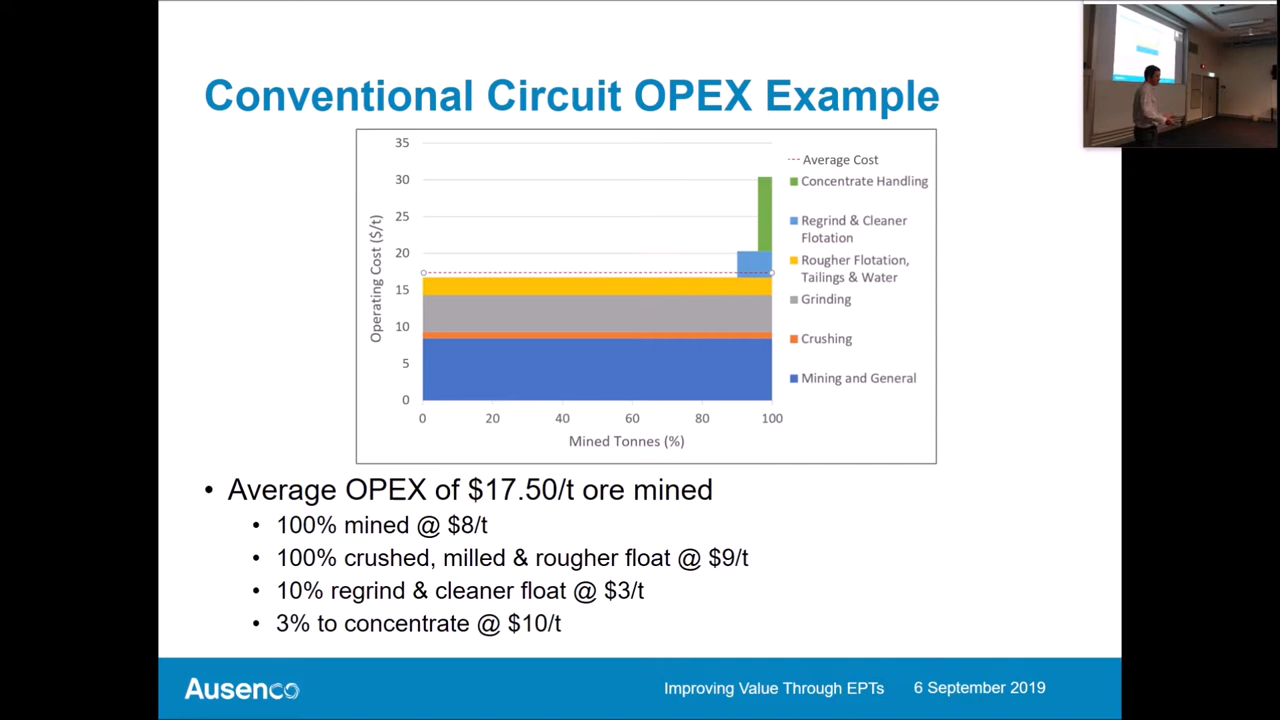 Conventional Circuit OPEX Example
35
30
25
20
15
10
5
0
Operating Cost ($/t)
0 20 40 60 80 100
Mined Tonnes (%)
Average Cost
Concentrate Handling
Regrind & Cleaner
Flotation
Rougher Flotation,
Tailings & Water
Grinding
Crushing
Mining and General
• Average OPEX of $17.50/t ore mined
• 100% mined @ $8/t
• 100% crushed, milled & rougher float @ $9/t
• 10% regrind & cleaner float @ $3/t
• 3% to concentrate @ $10/t
Ausenco
Improving Value Through EPTs 6 September 2019